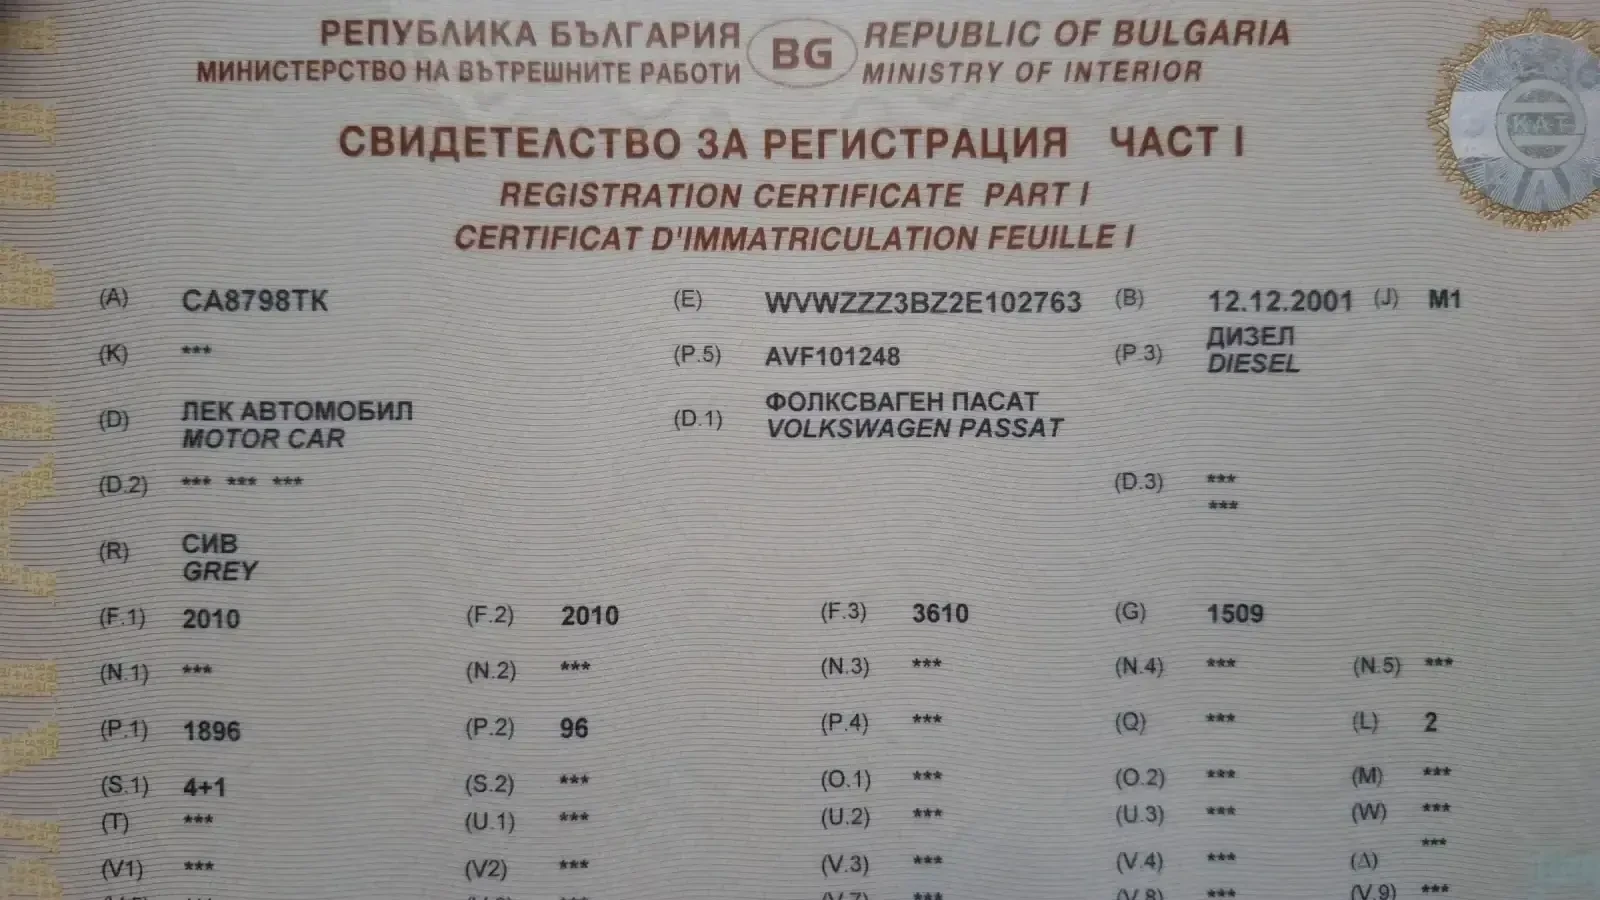 РЕПУБЛИКА БЪЛГАРИЯ BG REPUBLIC OF BULGARIA
МИНИСТЕРСТВО НА ВЪТРЕШНИТЕ РАБОТИ MINISTRY OF INTERIOR
КАТ
СВИДЕТЕЛСТВО ЗА РЕГИСТРАЦИЯ ЧАСТ I
REGISTRATION CERTIFICATE PART I
CERTIFICAT D'IMMATRICULATION FEUILLE I
(A) CA8798TK (E) WVWZZZ3BZ2E102763 (B) 12.12.2001 (J) M1
(K) *** (P.5) AVF101248 (P.3) ДИЗЕЛ
DIESEL
(D) ЛЕК АВТОМОБИЛ (D.1) ФОЛКСВАГЕН ПАСАТ
MOTOR CAR VOLKSWAGEN PASSAT
(D.2) *** *** *** (D.3) ***
***
(R) СИВ
GREY
(F.1) 2010 (F.2) 2010 (F.3) 3610 (G) 1509
(N.1) *** (N.2) *** (N.3) *** (N.4) *** (N.5) ***
(P.1) 1896 (P.2) 96 (P.4) *** (Q) *** (L) 2
(S.1) 4+1 (S.2) *** (O.1) *** (O.2) *** (M) ***
(T) *** (U.1) *** (U.2) *** (U.3) *** (W) ***
***
(V1) *** (V2) *** (V.3) *** (V.4) *** (Δ)
*** *** (V.7) *** (V.8) *** (V.9) ***